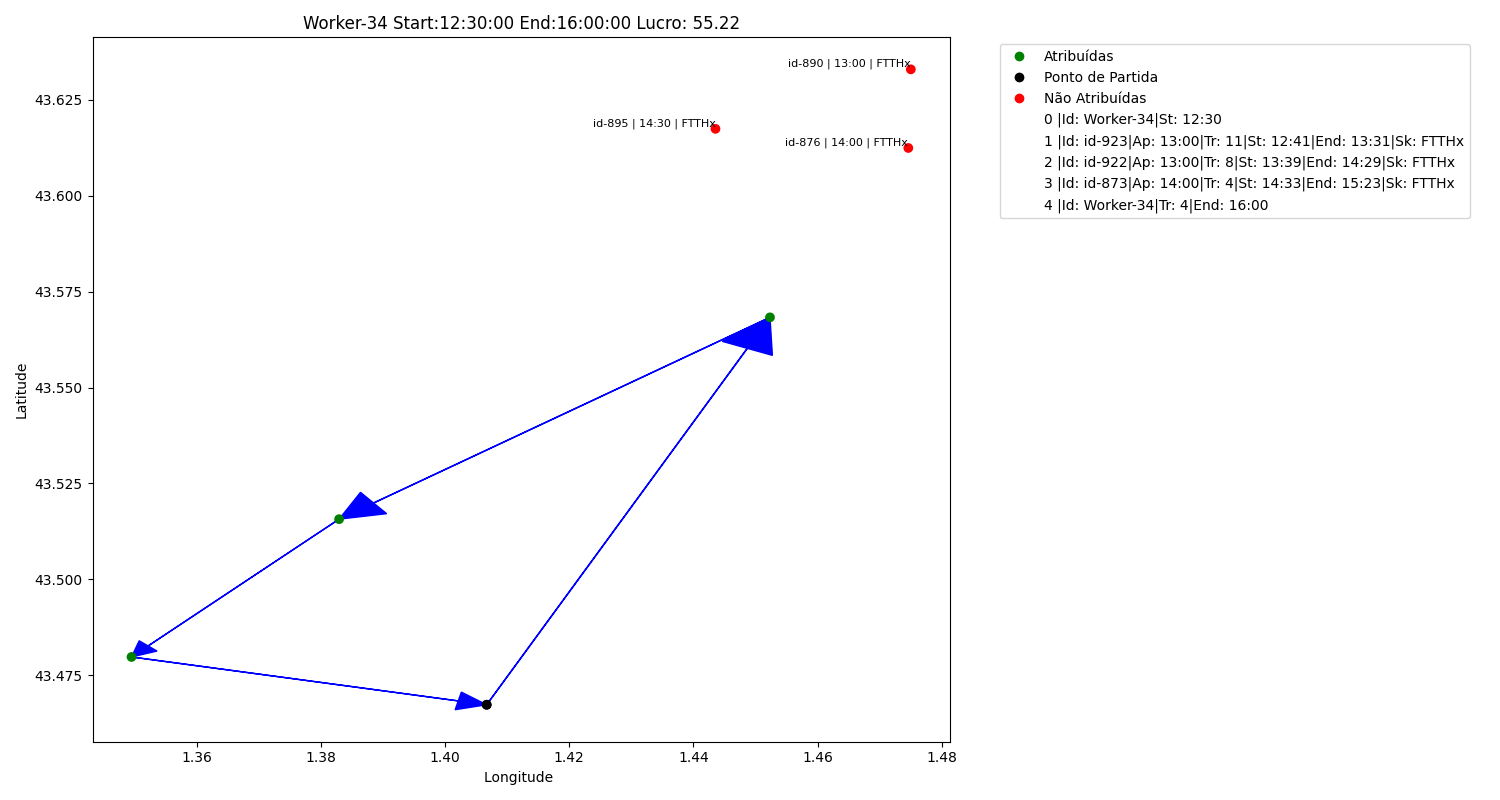 Worker-34 Start:12:30:00 End:16:00:00 Lucro: 55.22
id-890 | 13:00 | FTTHx
id-895 | 14:30 | FTTHx
id-876 | 14:00 | FTTHx
43.625
43.600
43.575
43.550
43.525
43.500
43.475
Latitude
1.36
1.38
1.40
1.42
1.44
1.46
1.48
Longitude
Atribuídas
Ponto de Partida
Não Atribuídas
0 |Id: Worker-34|St: 12:30
1 |Id: id-923|Ap: 13:00|Tr: 11|St: 12:41|End: 13:31|Sk: FTTHx
2 |Id: id-922|Ap: 13:00|Tr: 8|St: 13:39|End: 14:29|Sk: FTTHx
3 |Id: id-873|Ap: 14:00|Tr: 4|St: 14:33|End: 15:23|Sk: FTTHx
4 |Id: Worker-34|Tr: 4|End: 16:00